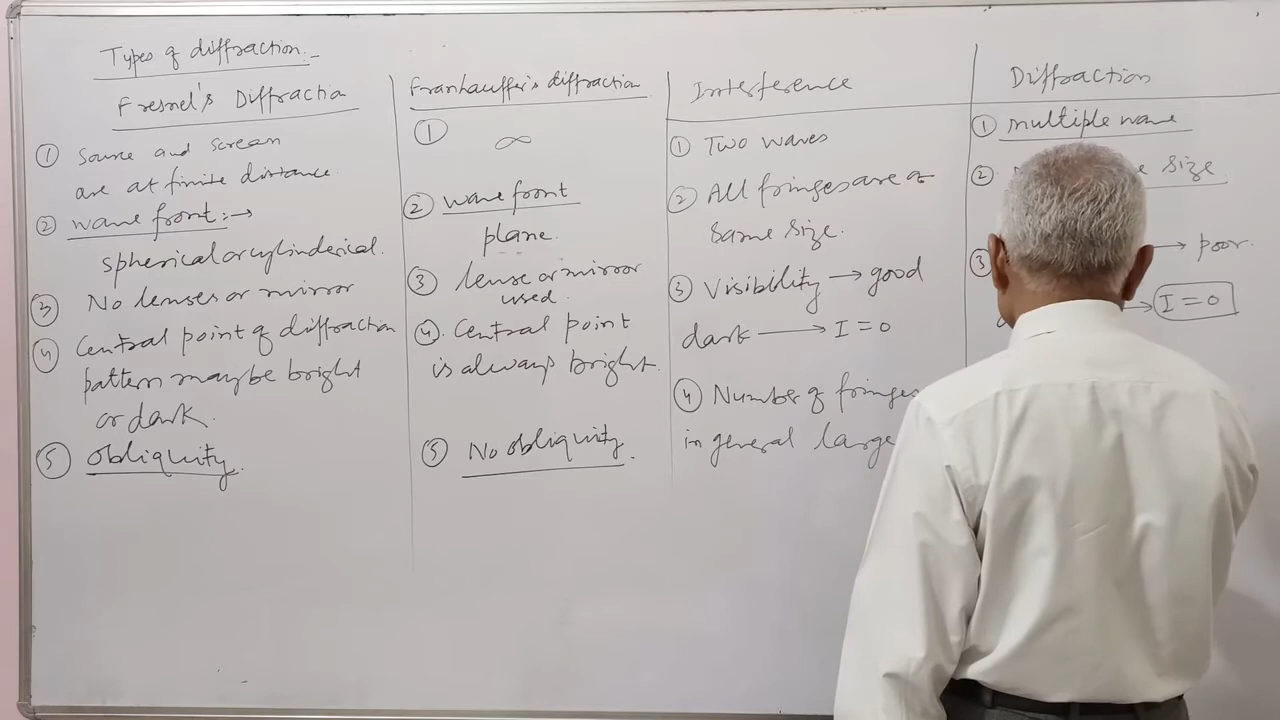 Types of diffraction:-
Fresnel's Diffraction
① Source and screen
are at finite distance.
② wave front :→
spherical or cylinderical.
③ No lenses or mirror
④ Central point of diffraction
pattern may be bright
or dark.
⑤ obliquity.
Franhauffer's diffraction
① ∞
② wave front
plane.
③ lense or mirror
used.
④. Central point
is always bright.
⑤ No obliquity.
Interference
① Two waves
② All fringes are of
same size.
③ Visibility → good
dark → I = 0
④ Number of fringes
in general large
Diffraction
① multiple wave
② size
③ → poor.
→ I = 0